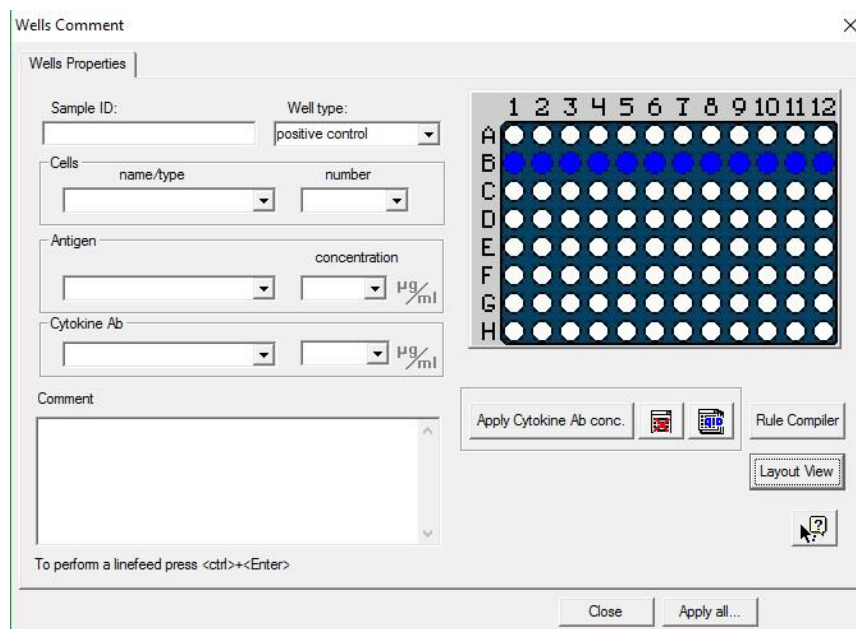 Wells Comment
Wells Properties
Sample ID:
Well type:
positive control
Cells
name/type
number
Antigen
concentration
µg/ml
Cytokine Ab
µg/ml
Comment
To perform a linefeed press <ctrl>+<Enter>
1 2 3 4 5 6 7 8 9 10 11 12
A
B
C
D
E
F
G
H
Apply Cytokine Ab conc.
Rule Compiler
Layout View
Close
Apply all...